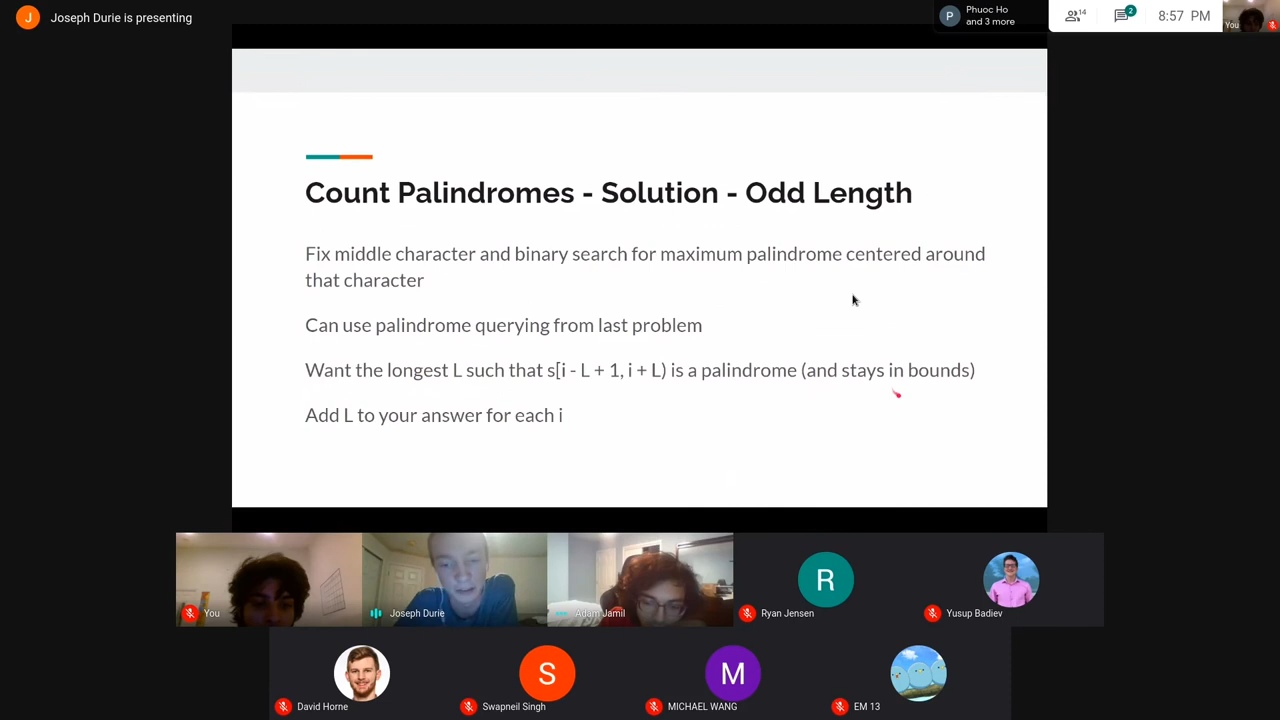 J Joseph Durie is presenting
P Phuoc Ho
and 3 more
14
2
8:57 PM
You
Count Palindromes - Solution - Odd Length
Fix middle character and binary search for maximum palindrome centered around
that character
Can use palindrome querying from last problem
Want the longest L such that s[i - L + 1, i + L) is a palindrome (and stays in bounds)
Add L to your answer for each i
You
Joseph Durie
Adam Jamil
R
Ryan Jensen
Yusup Badiev
David Horne
S
Swapneil Singh
M
MICHAEL WANG
EM 13